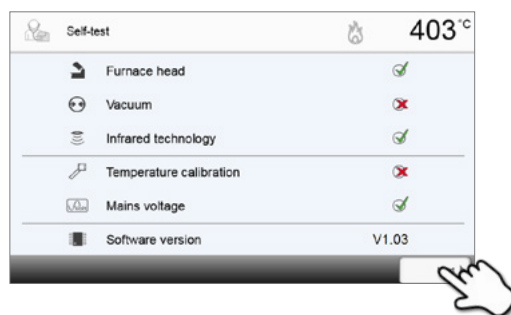 Self-test 403 °C
Furnace head
Vacuum
Infrared technology
Temperature calibration
Mains voltage
Software version V1.03